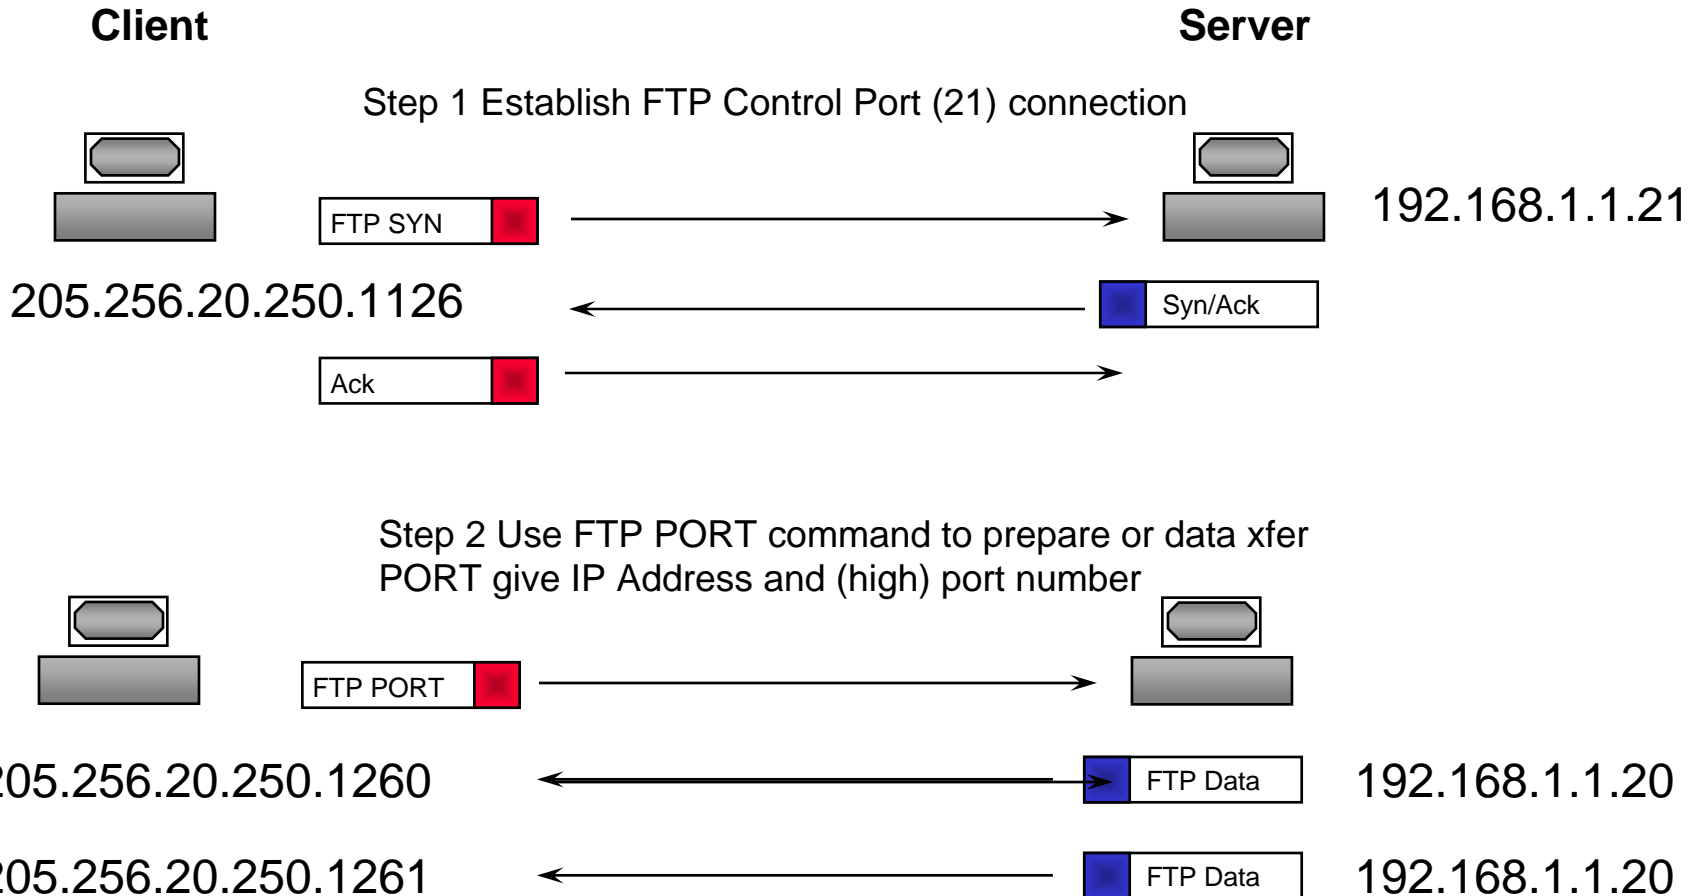 Client
Server
Step 1 Establish FTP Control Port (21) connection
FTP SYN
192.168.1.1.21
205.256.20.250.1126
Syn/Ack
Ack
Step 2 Use FTP PORT command to prepare or data xfer
PORT give IP Address and (high) port number
FTP PORT
205.256.20.250.1260
FTP Data
192.168.1.1.20
205.256.20.250.1261
FTP Data
192.168.1.1.20